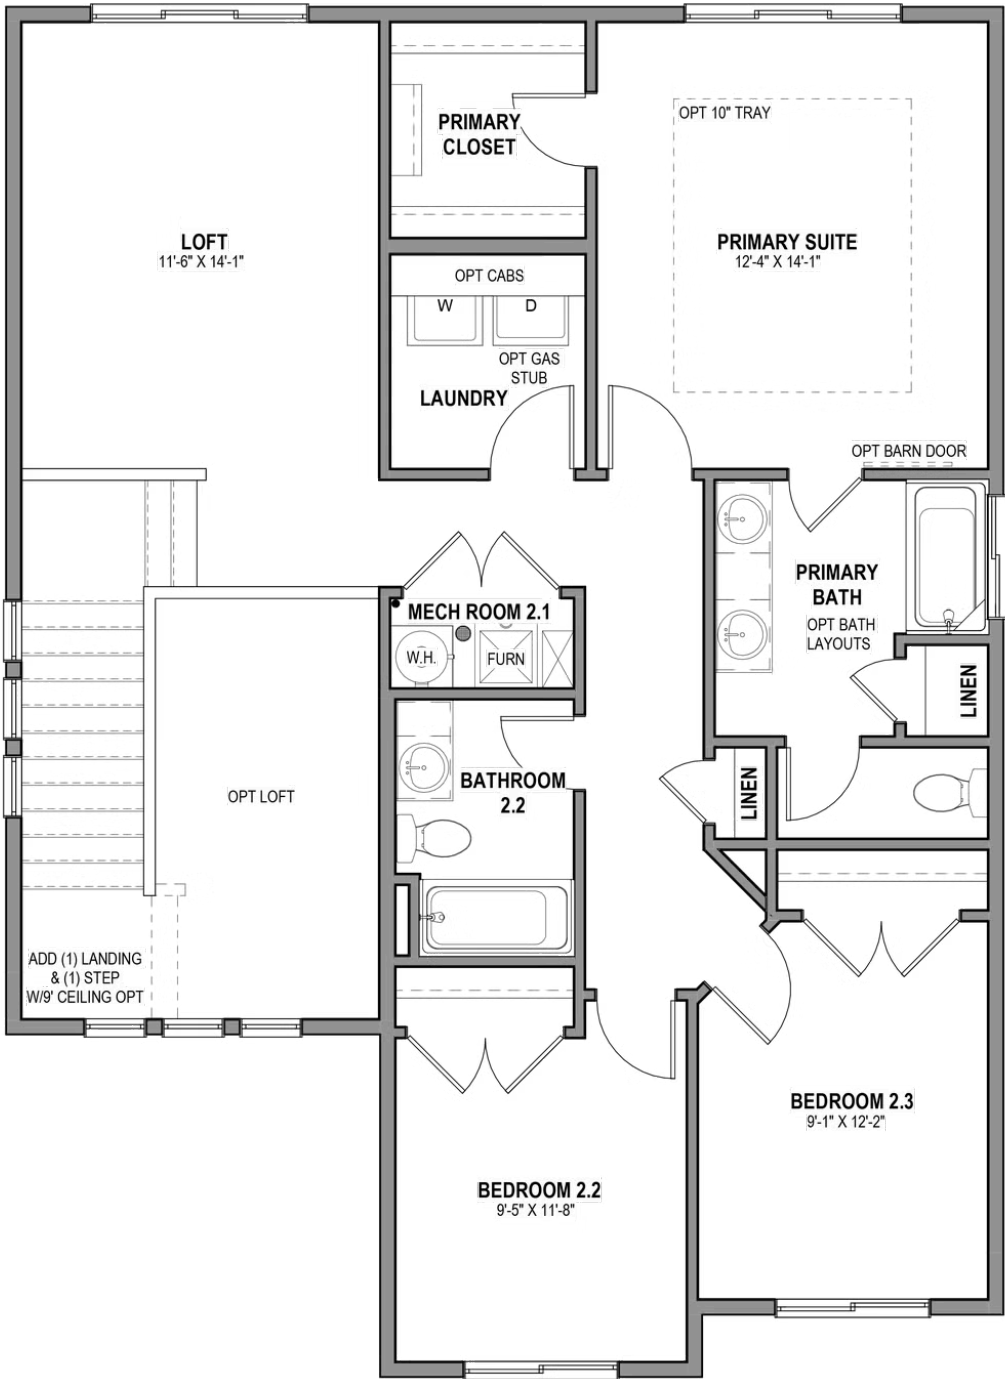 OPT 10" TRAY
PRIMARY
CLOSET
LOFT
11'-6" X 14'-1"
PRIMARY SUITE
12'-4" X 14'-1"
OPT CABS
W
D
OPT GAS
STUB
LAUNDRY
OPT BARN DOOR
PRIMARY
BATH
OPT BATH
LAYOUTS
MECH ROOM 2.1
W.H.
FURN
LINEN
BATHROOM
2.2
LINEN
OPT LOFT
ADD (1) LANDING
& (1) STEP
W/9' CEILING OPT
BEDROOM 2.3
9'-1" X 12'-2"
BEDROOM 2.2
9'-5" X 11'-8"